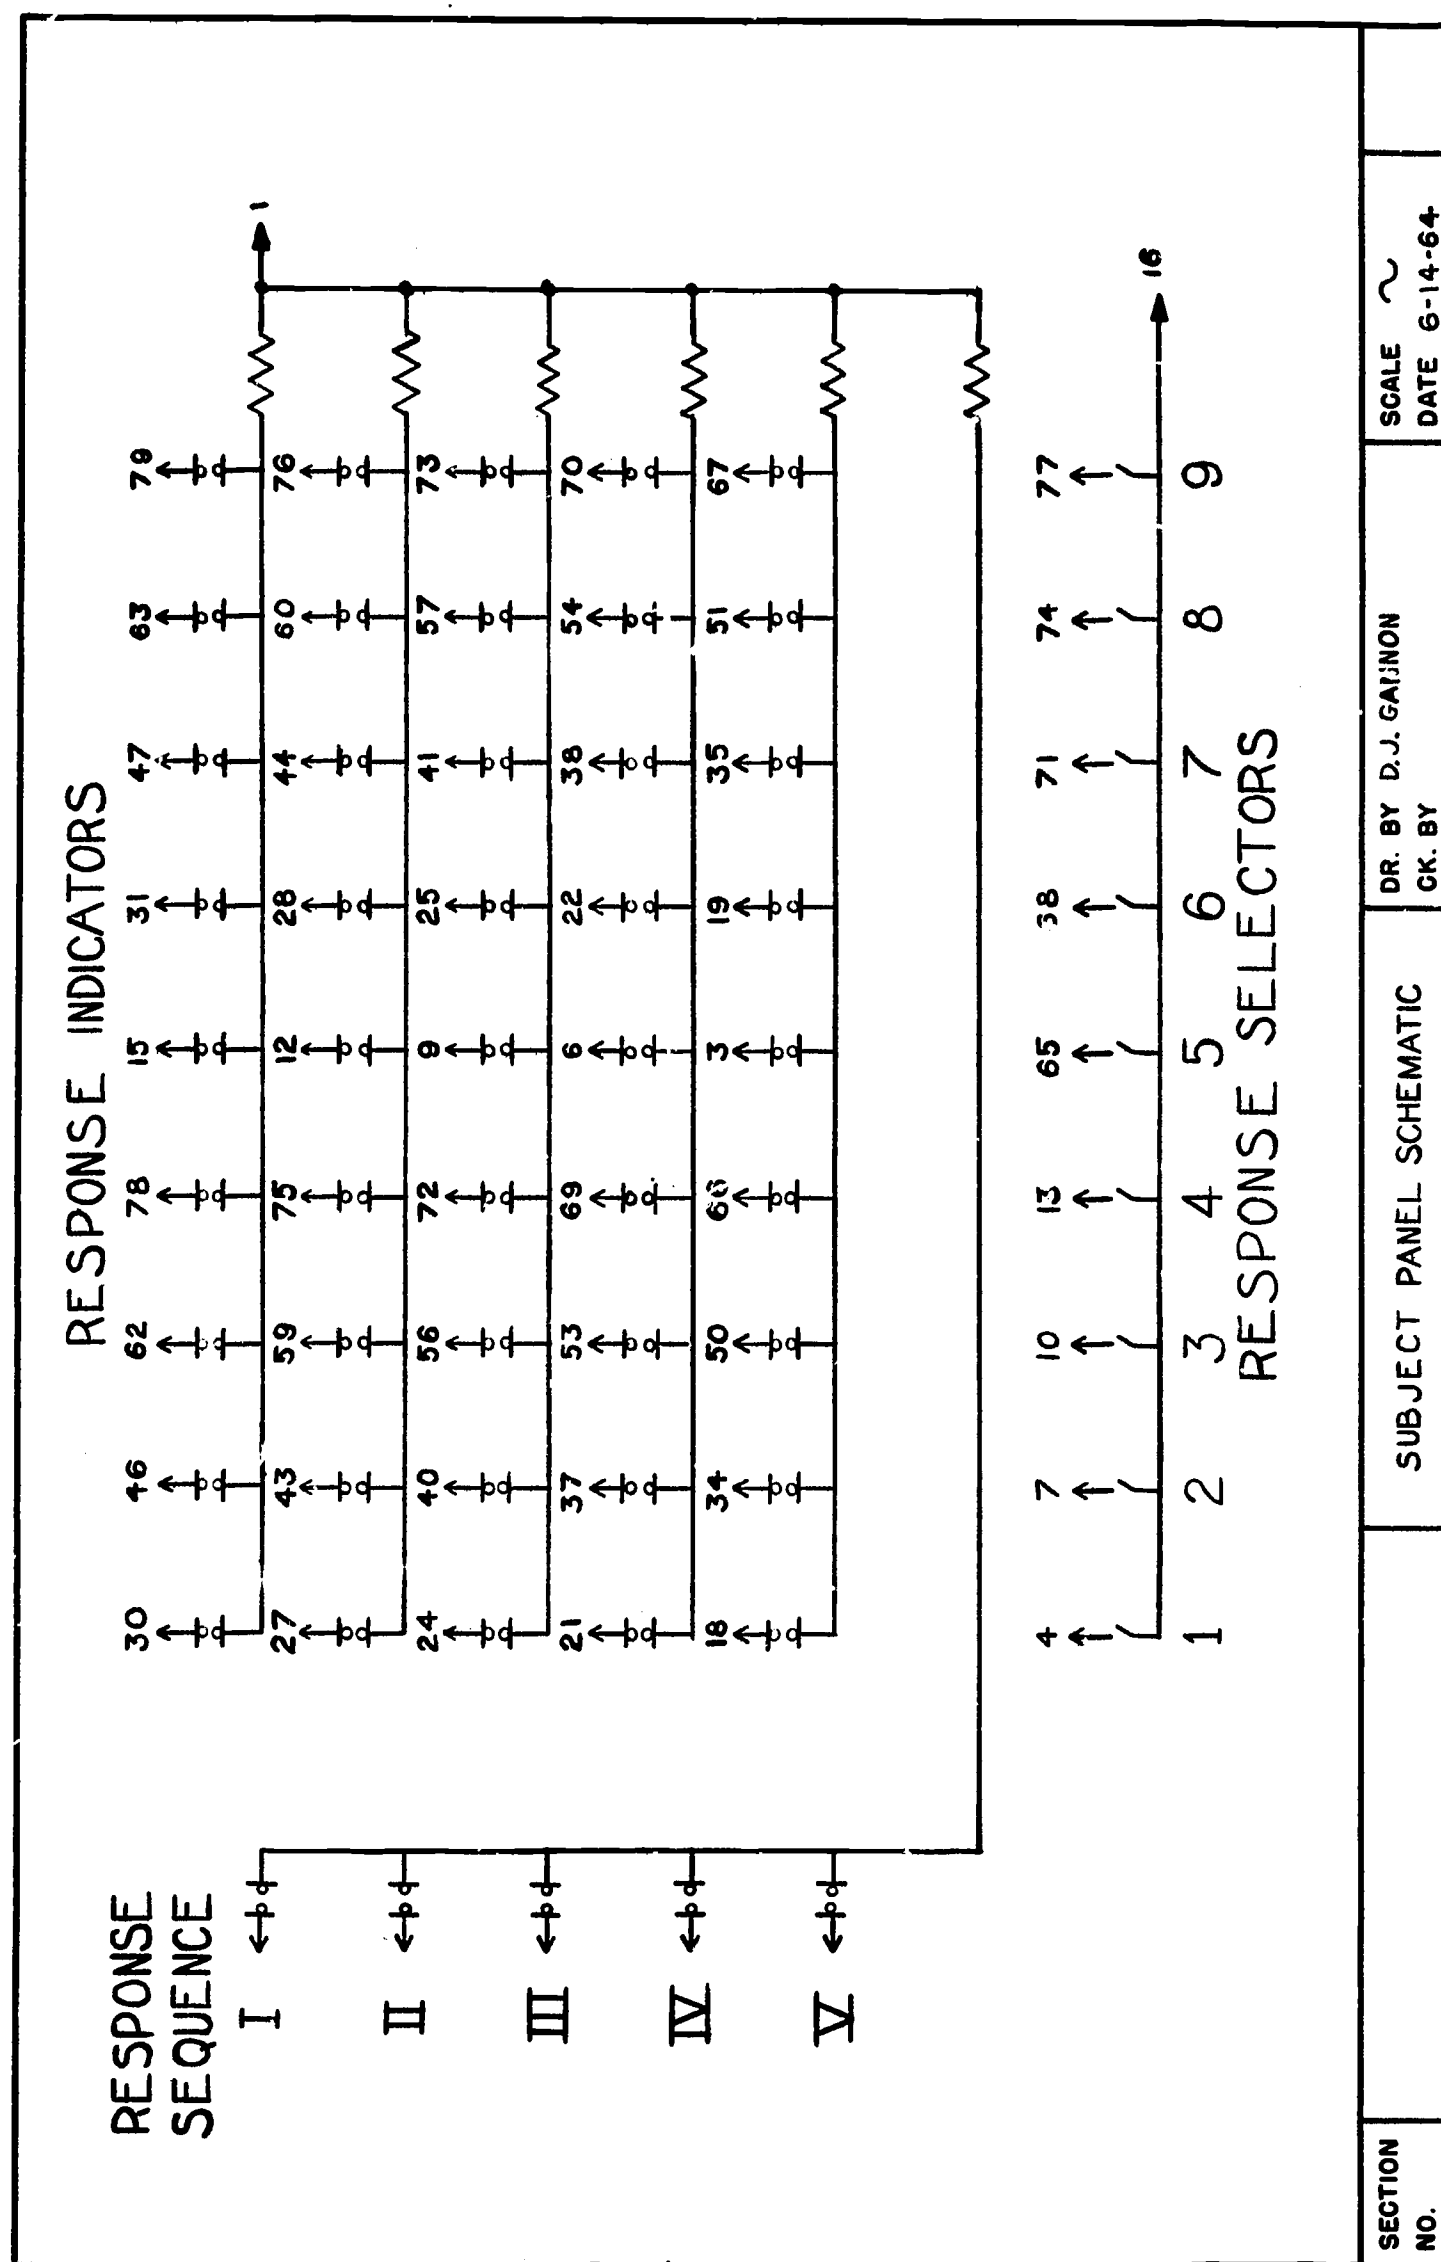 RESPONSE INDICATORS
RESPONSE
SEQUENCE
30 46 62 78 15 31 47 63 79
I
1
27 43 59 75 12 28 44 60 76
II
24 40 56 72 9 25 41 57 73
III
21 37 53 69 6 22 38 54 70
IV
18 34 50 66 3 19 35 51 67
V
4 7 10 13 65 38 71 74 77
16
1 2 3 4 5 6 7 8 9
RESPONSE SELECTORS
SECTION
NO.
SUBJECT PANEL SCHEMATIC
DR. BY D.J. GANNON
CK. BY
SCALE ~
DATE 6-14-64